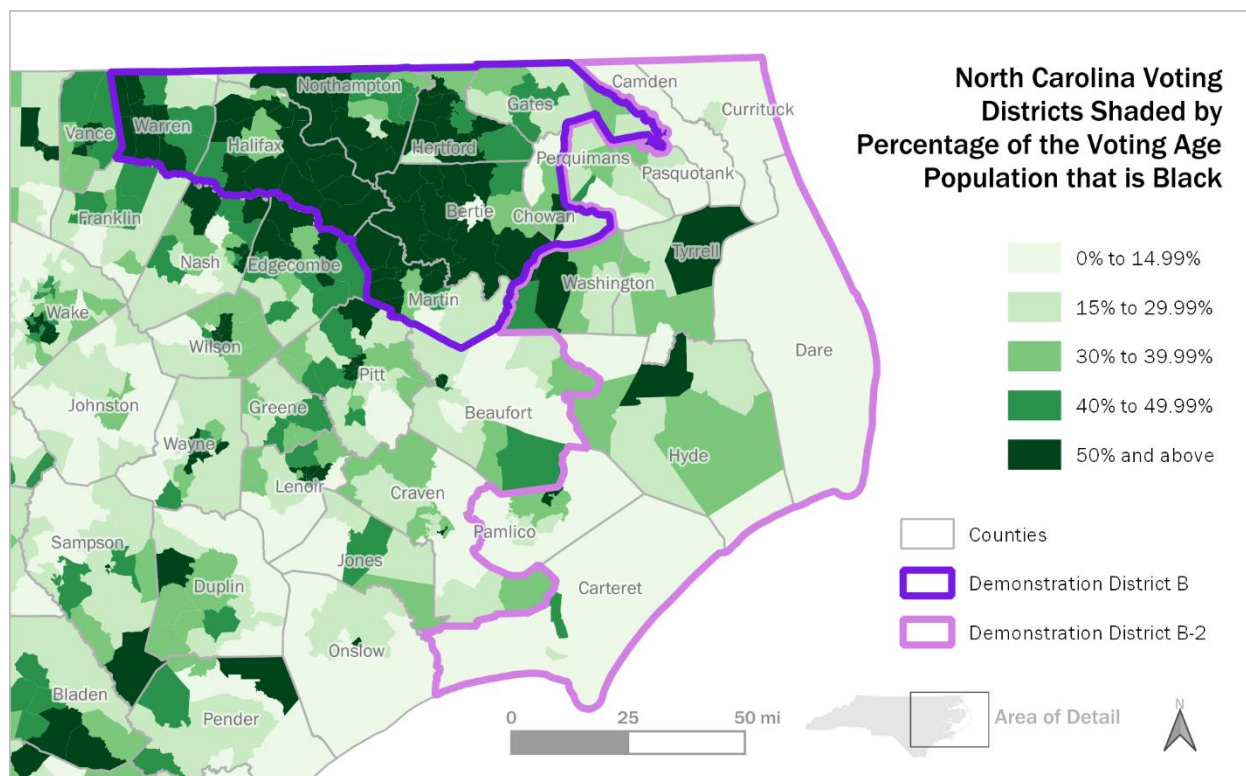 North Carolina Voting
Districts Shaded by
Percentage of the Voting Age
Population that is Black
0% to 14.99%
15% to 29.99%
30% to 39.99%
40% to 49.99%
50% and above
Counties
Demonstration District B
Demonstration District B-2
Area of Detail
N
0 25 50 mi
Camden
Currituck
Northampton
Gates
Vance
Warren
Halifax
Hertford
Perquimans
Pasquotank
Franklin
Bertie
Chowan
Nash
Edgecombe
Tyrrell
Washington
Martin
Wake
Wilson
Dare
Pitt
Johnston
Greene
Beaufort
Wayne
Hyde
Lenoir
Craven
Pamlico
Sampson
Jones
Duplin
Carteret
Onslow
Bladen
Pender